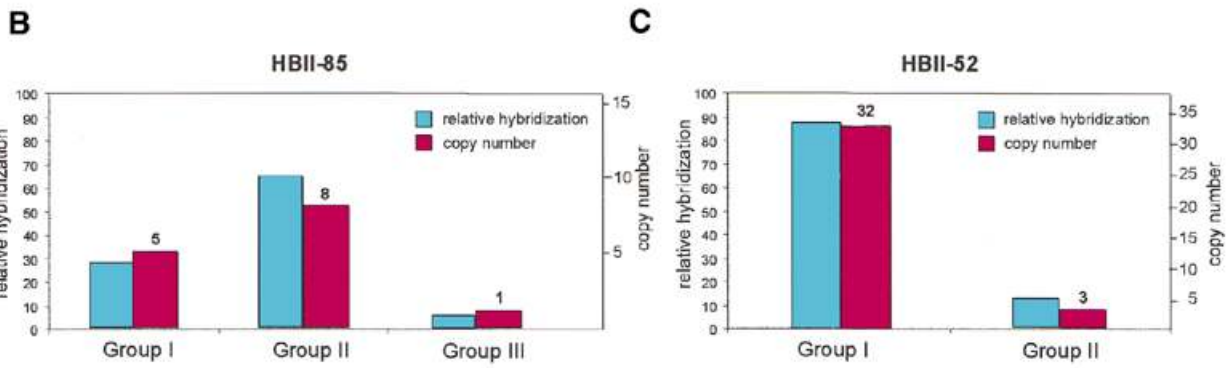 B
HBII-85
100
90
80
70
60
50
40
30
20
10
0
relative hybridization
15
10
5
copy number
relative hybridization
copy number
5
8
1
Group I
Group II
Group III
C
HBII-52
100
90
80
70
60
50
40
30
20
10
0
relative hybridization
35
30
25
20
15
10
5
copy number
relative hybridization
copy number
32
3
Group I
Group II